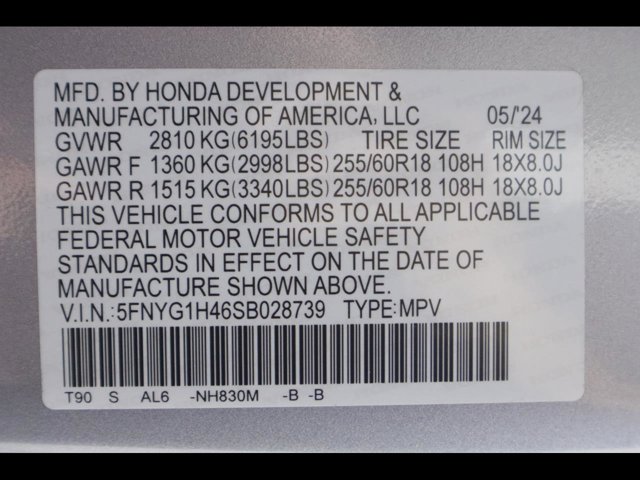 MFD. BY HONDA DEVELOPMENT &
MANUFACTURING OF AMERICA, LLC 05/'24
GVWR 2810 KG(6195LBS) TIRE SIZE RIM SIZE
GAWR F 1360 KG(2998LBS) 255/60R18 108H 18X8.0J
GAWR R 1515 KG(3340LBS) 255/60R18 108H 18X8.0J
THIS VEHICLE CONFORMS TO ALL APPLICABLE
FEDERAL MOTOR VEHICLE SAFETY
STANDARDS IN EFFECT ON THE DATE OF
MANUFACTURE SHOWN ABOVE.
V.I.N.:5FNYG1H46SB028739 TYPE:MPV
T90 S AL6 -NH830M -B -B